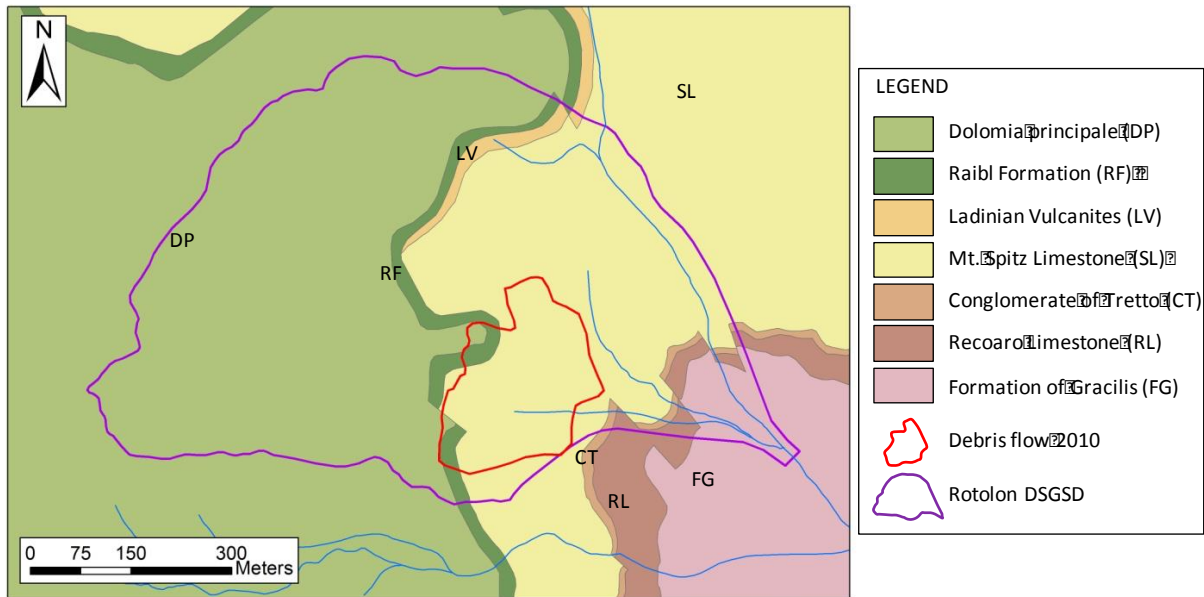 N
SL
LV
DP
RF
CT
FG
RL
0 75 150 300
Meters
LEGEND
Dolomia principale (DP)
Raibl Formation (RF)
Ladinian Vulcanites (LV)
Mt. Spitz Limestone (SL)
Conglomerate of Tretto (CT)
Recoaro Limestone (RL)
Formation of Gracilis (FG)
Debris flow 2010
Rotolon DSGSD